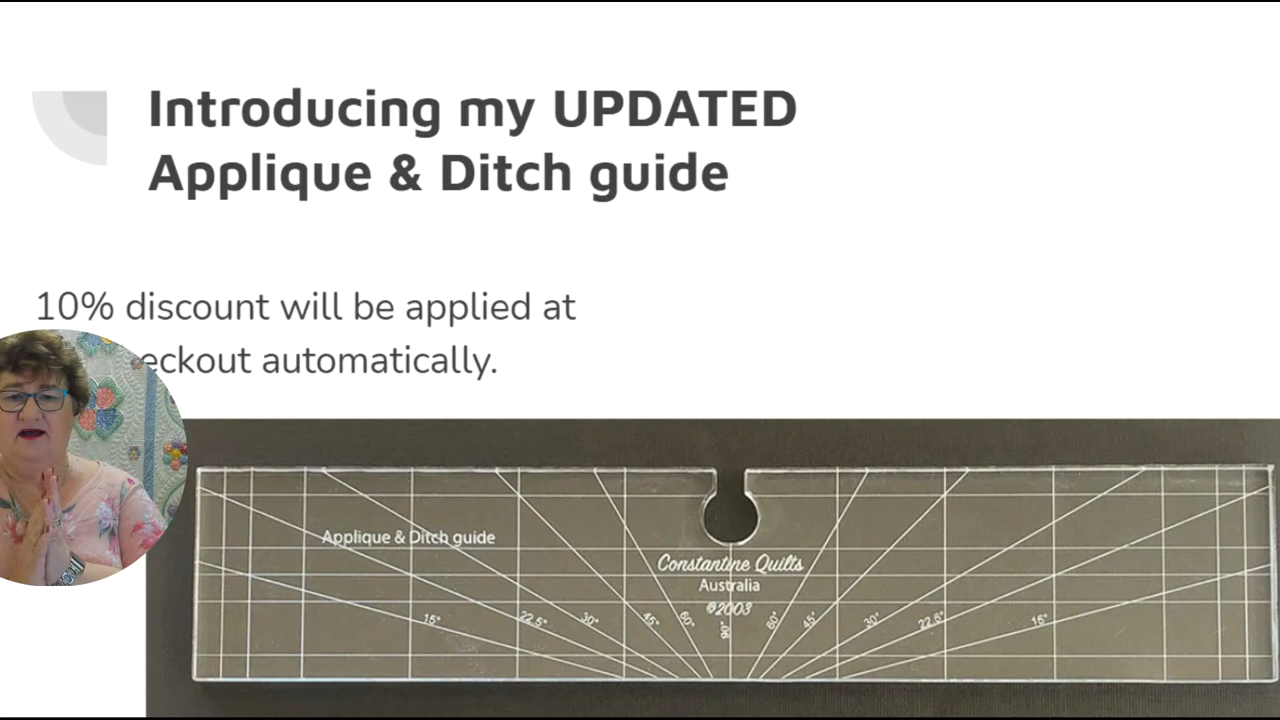 Introducing my UPDATED
Applique & Ditch guide
10% discount will be applied at
eckout automatically.
Applique & Ditch guide
Constantine Quilts
Australia
©2003
15° 22.5° 30° 45° 60° 90° 60° 45° 30° 22.5° 15°